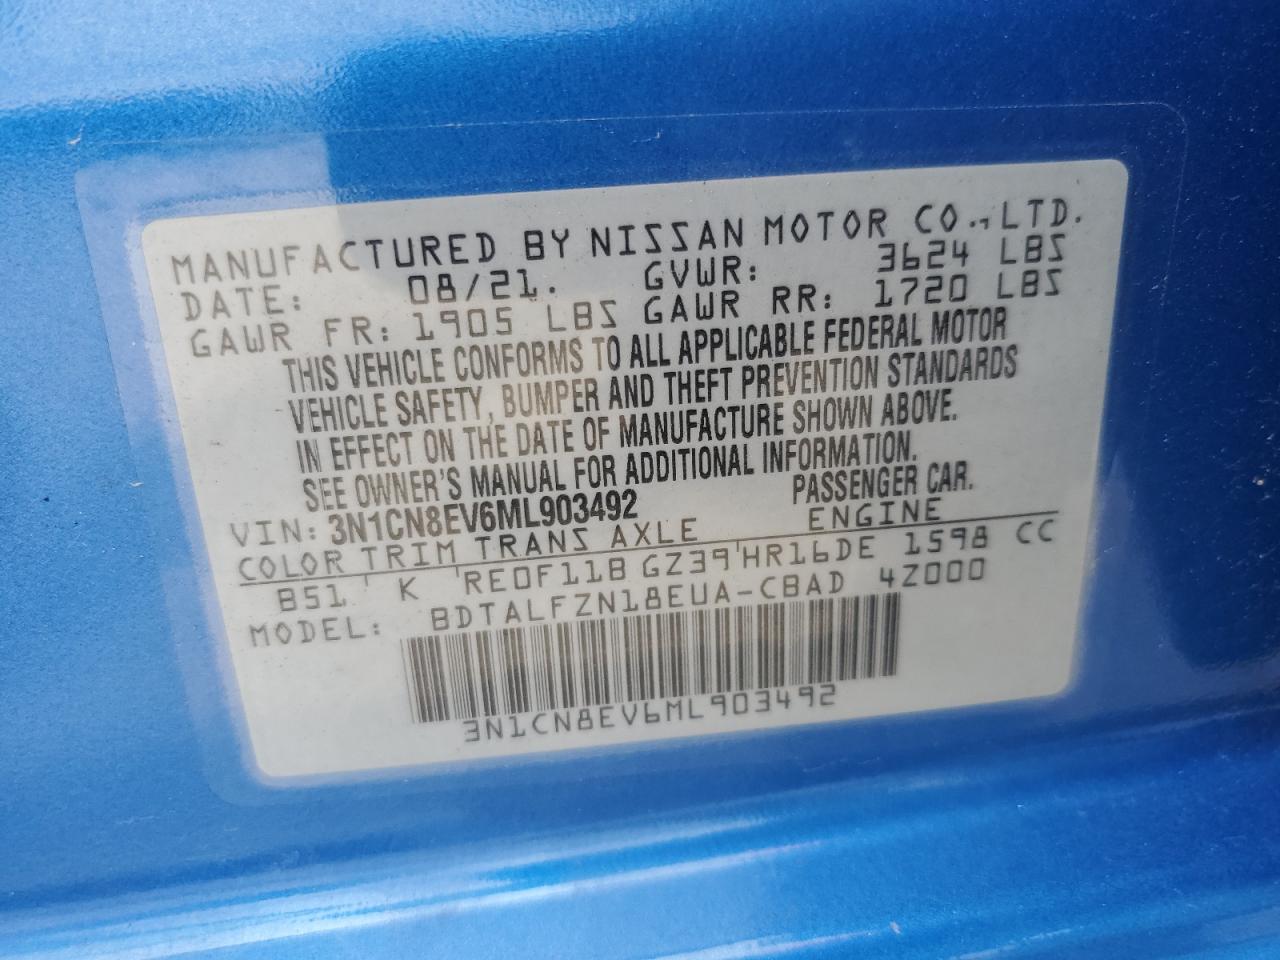 MANUFACTURED BY NISSAN MOTOR CO.,LTD.
DATE: 08/21. GVWR: 3624 LBS
GAWR FR: 1905 LBS GAWR RR: 1720 LBS
THIS VEHICLE CONFORMS TO ALL APPLICABLE FEDERAL MOTOR
VEHICLE SAFETY, BUMPER AND THEFT PREVENTION STANDARDS
IN EFFECT ON THE DATE OF MANUFACTURE SHOWN ABOVE.
SEE OWNER'S MANUAL FOR ADDITIONAL INFORMATION.
VIN: 3N1CN8EV6ML903492 PASSENGER CAR.
COLOR TRIM TRANS AXLE ENGINE
B51 K RE0F11B GZ39 HR16DE 1598 CC
MODEL: BDTALFZN18EUA-CBAD 4Z000
3N1CN8EV6ML903492